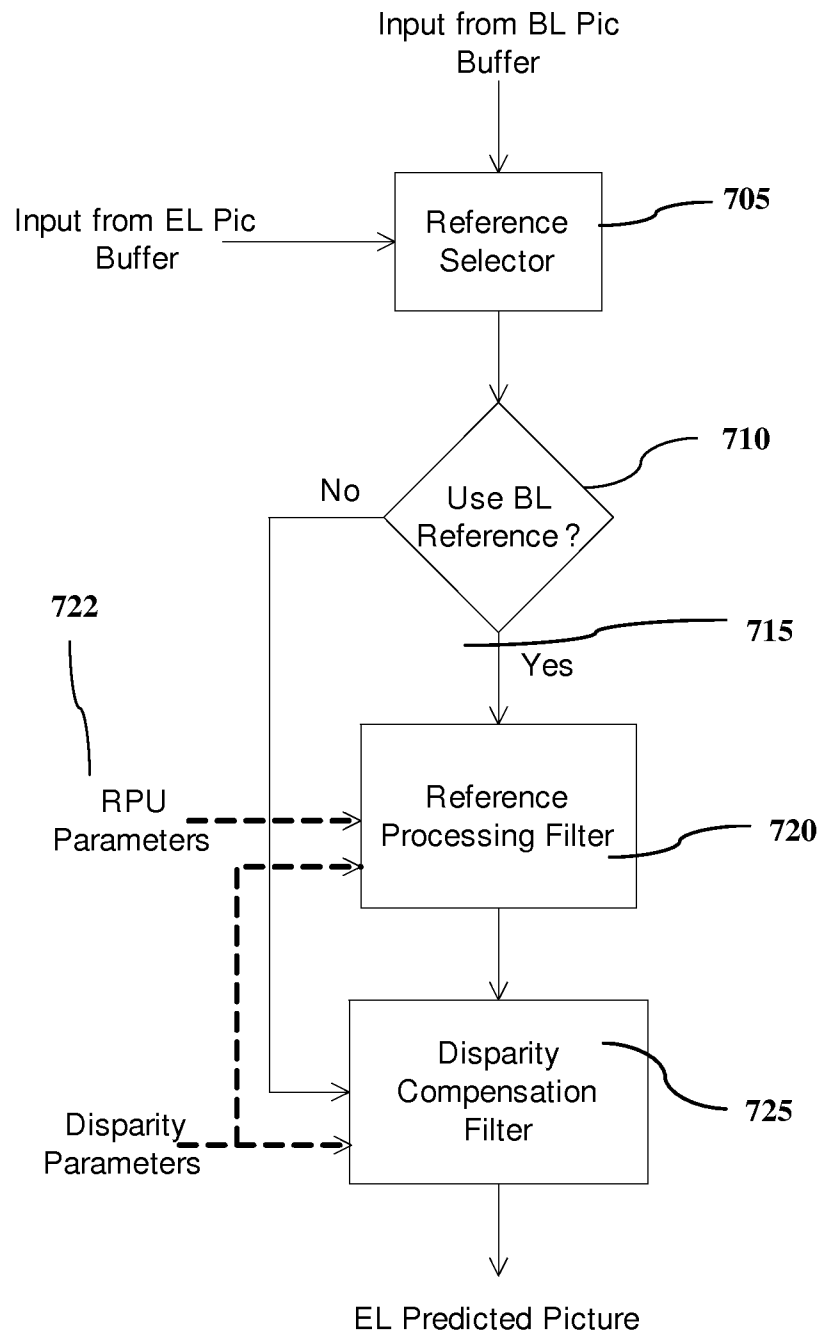 Input from BL Pic
Buffer
705
Input from EL Pic
Buffer
Reference
Selector
710
No
Use BL
Reference?
722
715
Yes
RPU
Parameters
Reference
Processing Filter
720
Disparity
Compensation
Filter
725
Disparity
Parameters
EL Predicted Picture